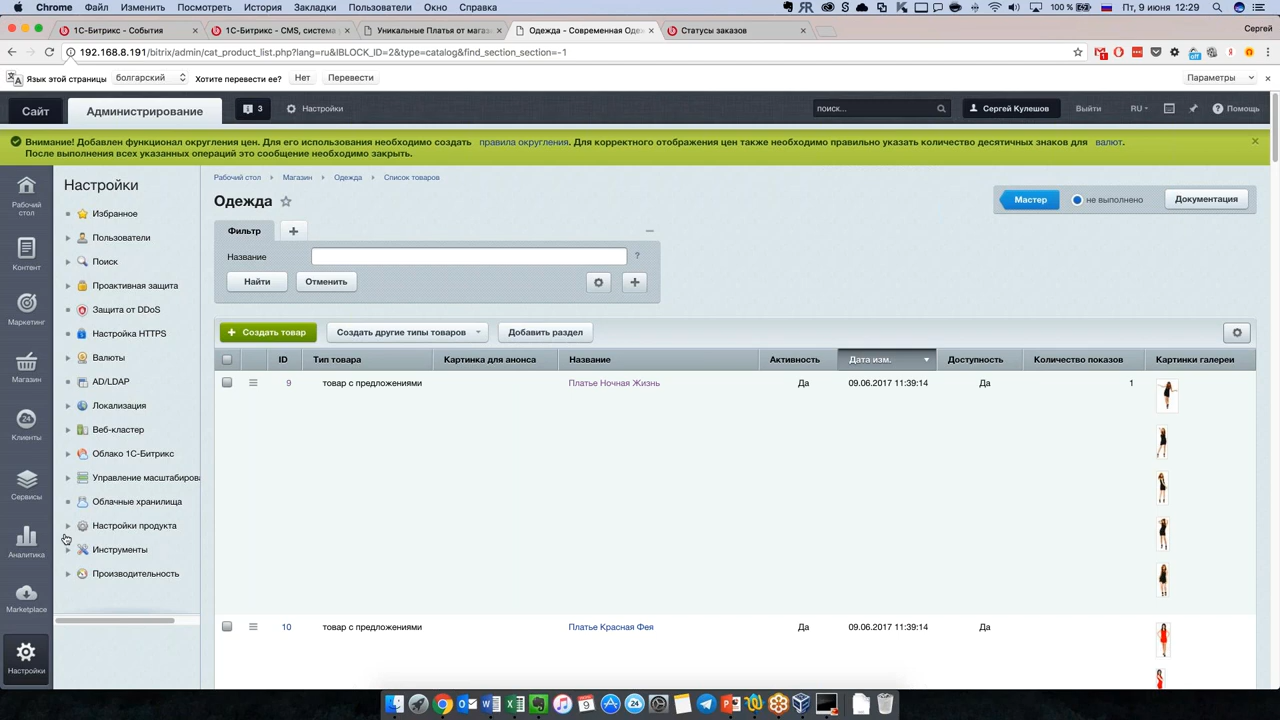 Chrome Файл Изменить Посмотреть История Закладки Пользователи Окно Справка 100 % Пт, 9 июня 12:29
1С-Битрикс - События × 1С-Битрикс - CMS, система × Уникальные Платья от магаз × Одежда - Современная Оде × Статусы заказов × Сергей
192.168.8.191/bitrix/admin/cat_product_list.php?lang=ru&IBLOCK_ID=2&type=catalog&find_section_section=-1
Язык этой страницы болгарский Хотите перевести ее? Нет Перевести Параметры ×
Сайт Администрирование 3 Настройки поиск... Сергей Кулешов Выйти RU Помощь
Внимание! Добавлен функционал округления цен. Для его использования необходимо создать правила округления. Для корректного отображения цен также необходимо правильно указать количество десятичных знаков для валют.
После выполнения всех указанных операций это сообщение необходимо закрыть.
Рабочий стол
Контент
Маркетинг
Магазин
24
Клиенты
Сервисы
Аналитика
Marketplace
Настройки
Настройки
Избранное
Пользователи
Поиск
Проактивная защита
Защита от DDoS
Настройка HTTPS
Валюты
AD/LDAP
Локализация
Веб-кластер
Облако 1С-Битрикс
Управление масштабирова
Облачные хранилища
Настройки продукта
Инструменты
Производительность
Рабочий стол Магазин Одежда Список товаров
Одежда
Мастер не выполнено Документация
Фильтр +
Название ?
Найти Отменить
+ Создать товар Создать другие типы товаров Добавить раздел
ID Тип товара Картинка для анонса Название Активность Дата изм. Доступность Количество показов Картинки галереи
9 товар с предложениями Платье Ночная Жизнь Да 09.06.2017 11:39:14 Да 1
10 товар с предложениями Платье Красная Фея Да 09.06.2017 11:39:14 Да